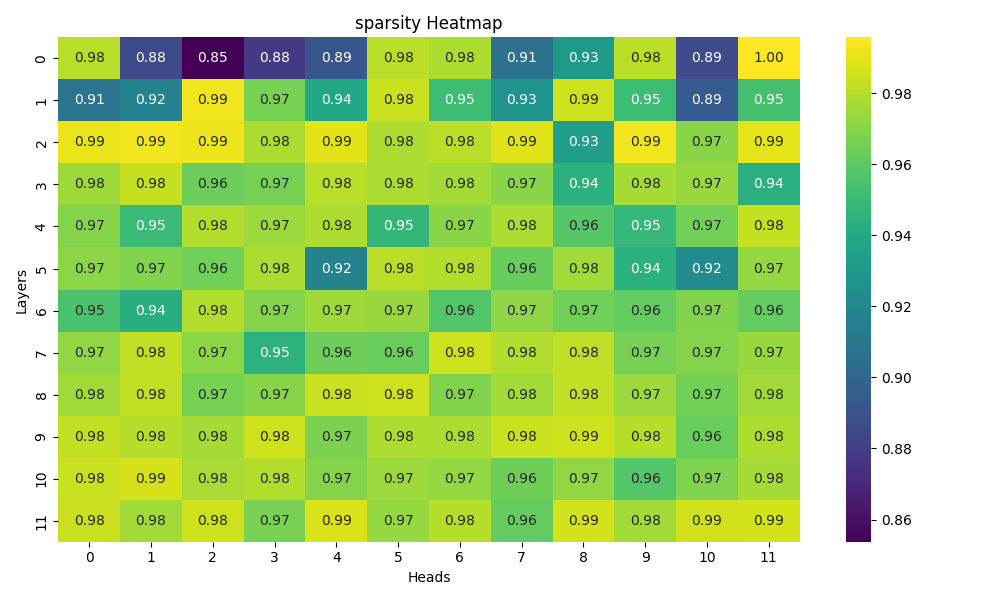 sparsity Heatmap
0 0.98 0.88 0.85 0.88 0.89 0.98 0.98 0.91 0.93 0.98 0.89 1.00
1 0.91 0.92 0.99 0.97 0.94 0.98 0.95 0.93 0.99 0.95 0.89 0.95
2 0.99 0.99 0.99 0.98 0.99 0.98 0.98 0.99 0.93 0.99 0.97 0.99
3 0.98 0.98 0.96 0.97 0.98 0.98 0.98 0.97 0.94 0.98 0.97 0.94
4 0.97 0.95 0.98 0.97 0.98 0.95 0.97 0.98 0.96 0.95 0.97 0.98
5 0.97 0.97 0.96 0.98 0.92 0.98 0.98 0.96 0.98 0.94 0.92 0.97
6 0.95 0.94 0.98 0.97 0.97 0.97 0.96 0.97 0.97 0.96 0.97 0.96
7 0.97 0.98 0.97 0.95 0.96 0.96 0.98 0.98 0.98 0.97 0.97 0.97
8 0.98 0.98 0.97 0.97 0.98 0.98 0.97 0.98 0.98 0.97 0.97 0.98
9 0.98 0.98 0.98 0.98 0.97 0.98 0.98 0.98 0.99 0.98 0.96 0.98
10 0.98 0.99 0.98 0.98 0.97 0.97 0.97 0.96 0.97 0.96 0.97 0.98
11 0.98 0.98 0.98 0.97 0.99 0.97 0.98 0.96 0.99 0.98 0.99 0.99
0 1 2 3 4 5 6 7 8 9 10 11
Heads
Layers
0.98
0.96
0.94
0.92
0.90
0.88
0.86